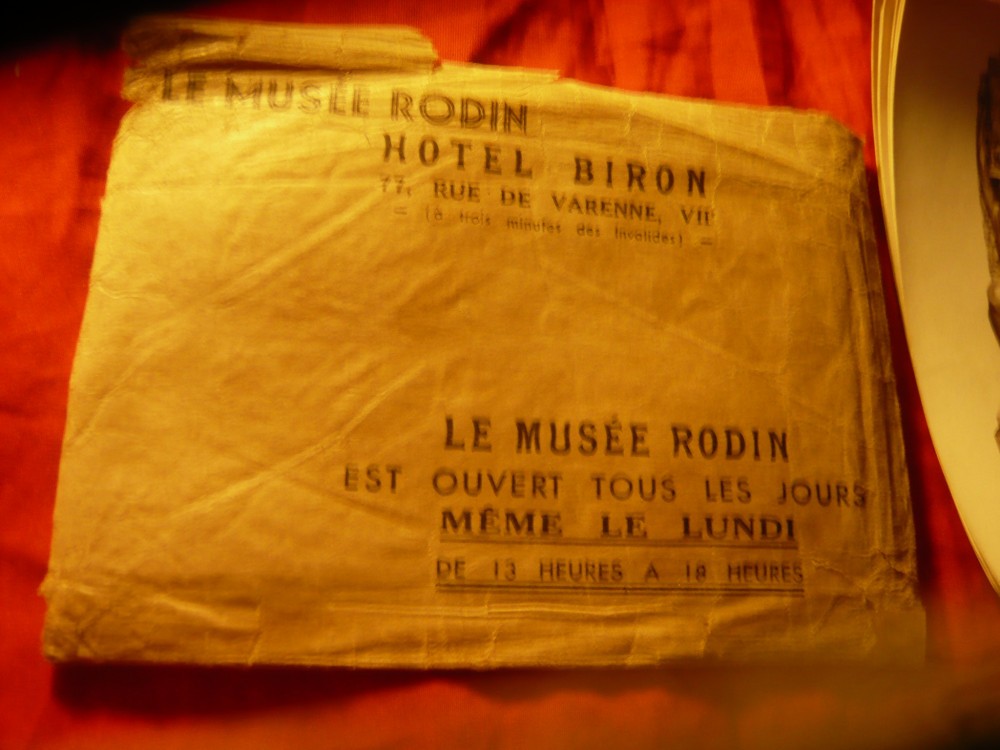 LE MUSÉE RODIN
HOTEL BIRON
77, RUE DE VARENNE, VIIᵉ
= (à trois minutes des Invalides) =
LE MUSÉE RODIN
EST OUVERT TOUS LES JOURS
MÊME LE LUNDI
DE 13 HEURES A 18 HEURES